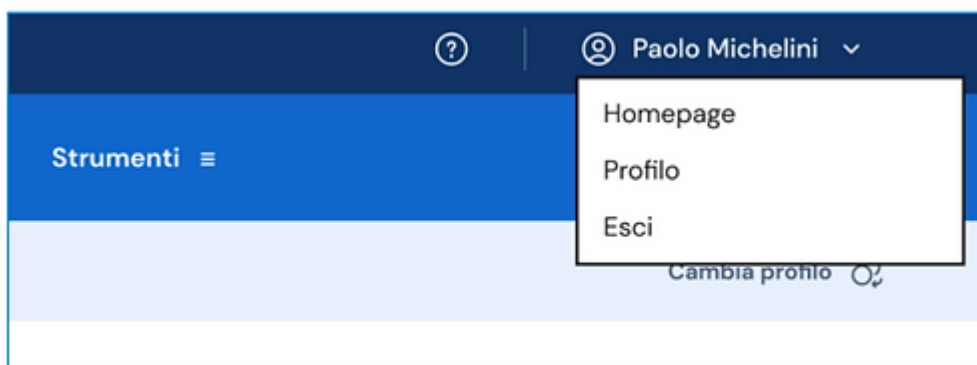 Paolo Michelini
Homepage
Strumenti
Profilo
Esci
Cambia profilo